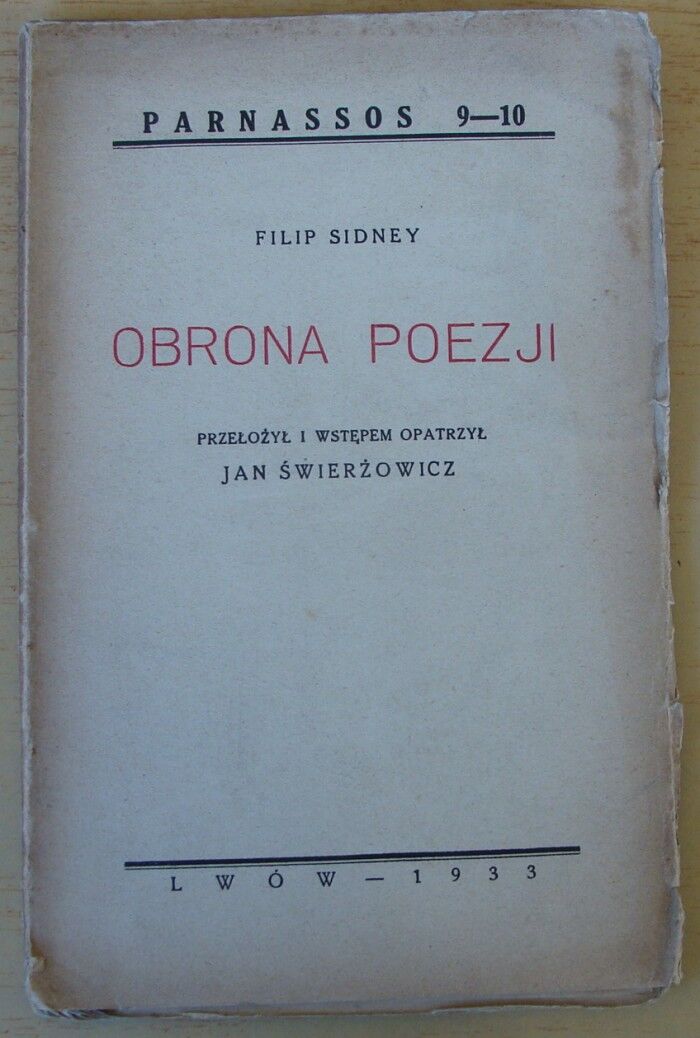 PARNASSOS 9—10
FILIP SIDNEY
OBRONA POEZJI
PRZEŁOŻYŁ I WSTĘPEM OPATRZYŁ
JAN ŚWIERŻOWICZ
LWÓW — 1933